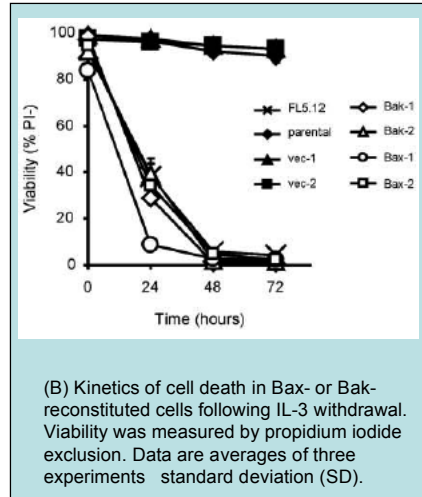 100
80
60
40
20
0
Viability (% PI-)
FL5.12
parental
vec-1
vec-2
Bak-1
Bak-2
Bax-1
Bax-2
0 24 48 72
Time (hours)
(B) Kinetics of cell death in Bax- or Bak-
reconstituted cells following IL-3 withdrawal.
Viability was measured by propidium iodide
exclusion. Data are averages of three
experiments standard deviation (SD).